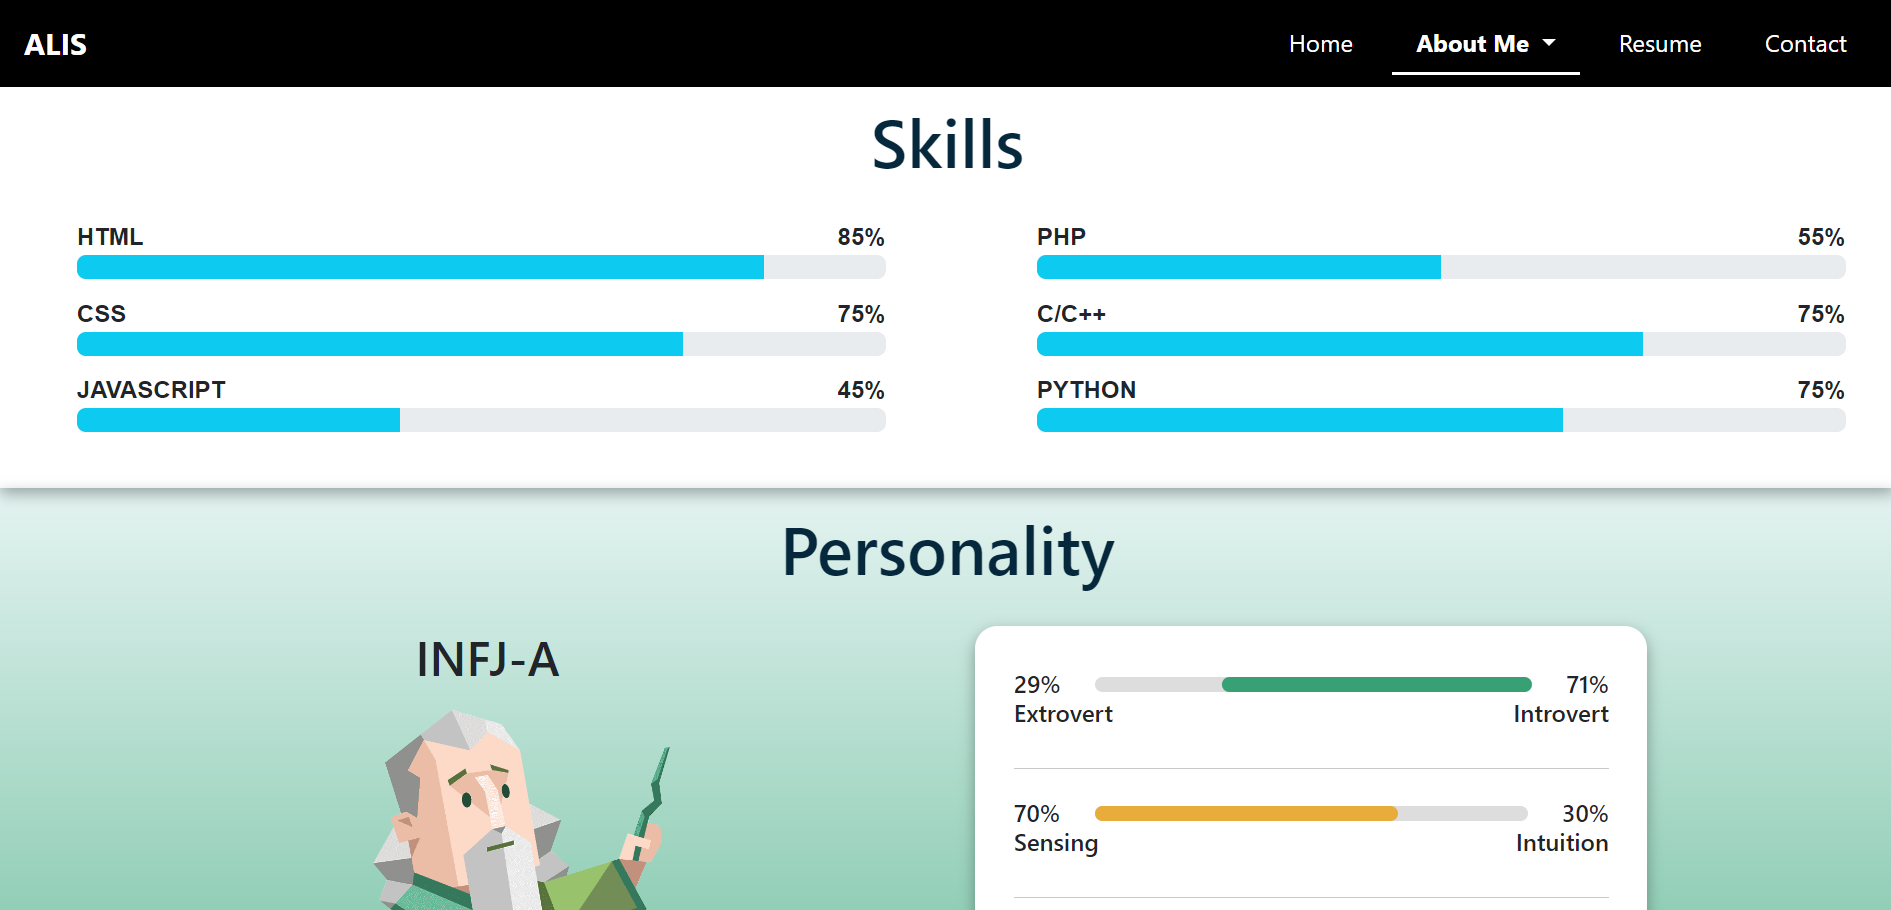 ALIS
Home
About Me
Resume
Contact
Skills
HTML 85%
CSS 75%
JAVASCRIPT 45%
PHP 55%
C/C++ 75%
PYTHON 75%
Personality
INFJ-A
29% 71%
Extrovert Introvert
70% 30%
Sensing Intuition